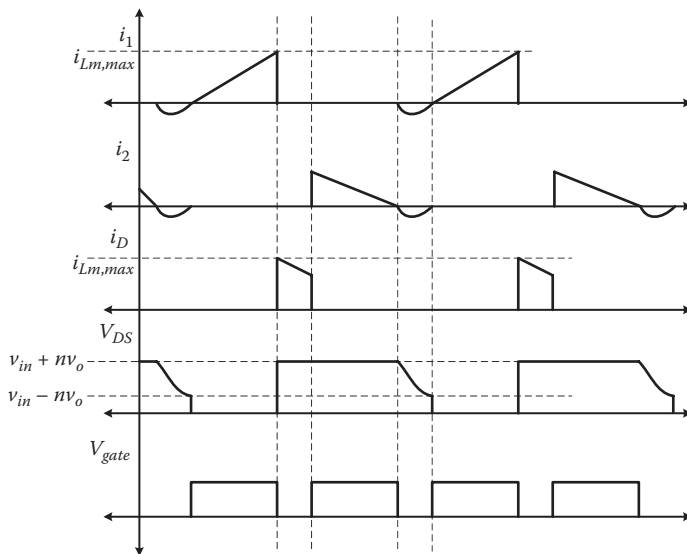 i1
iLm,max
i2
iD
iLm,max
VDS
vin + nvo
vin − nvo
Vgate